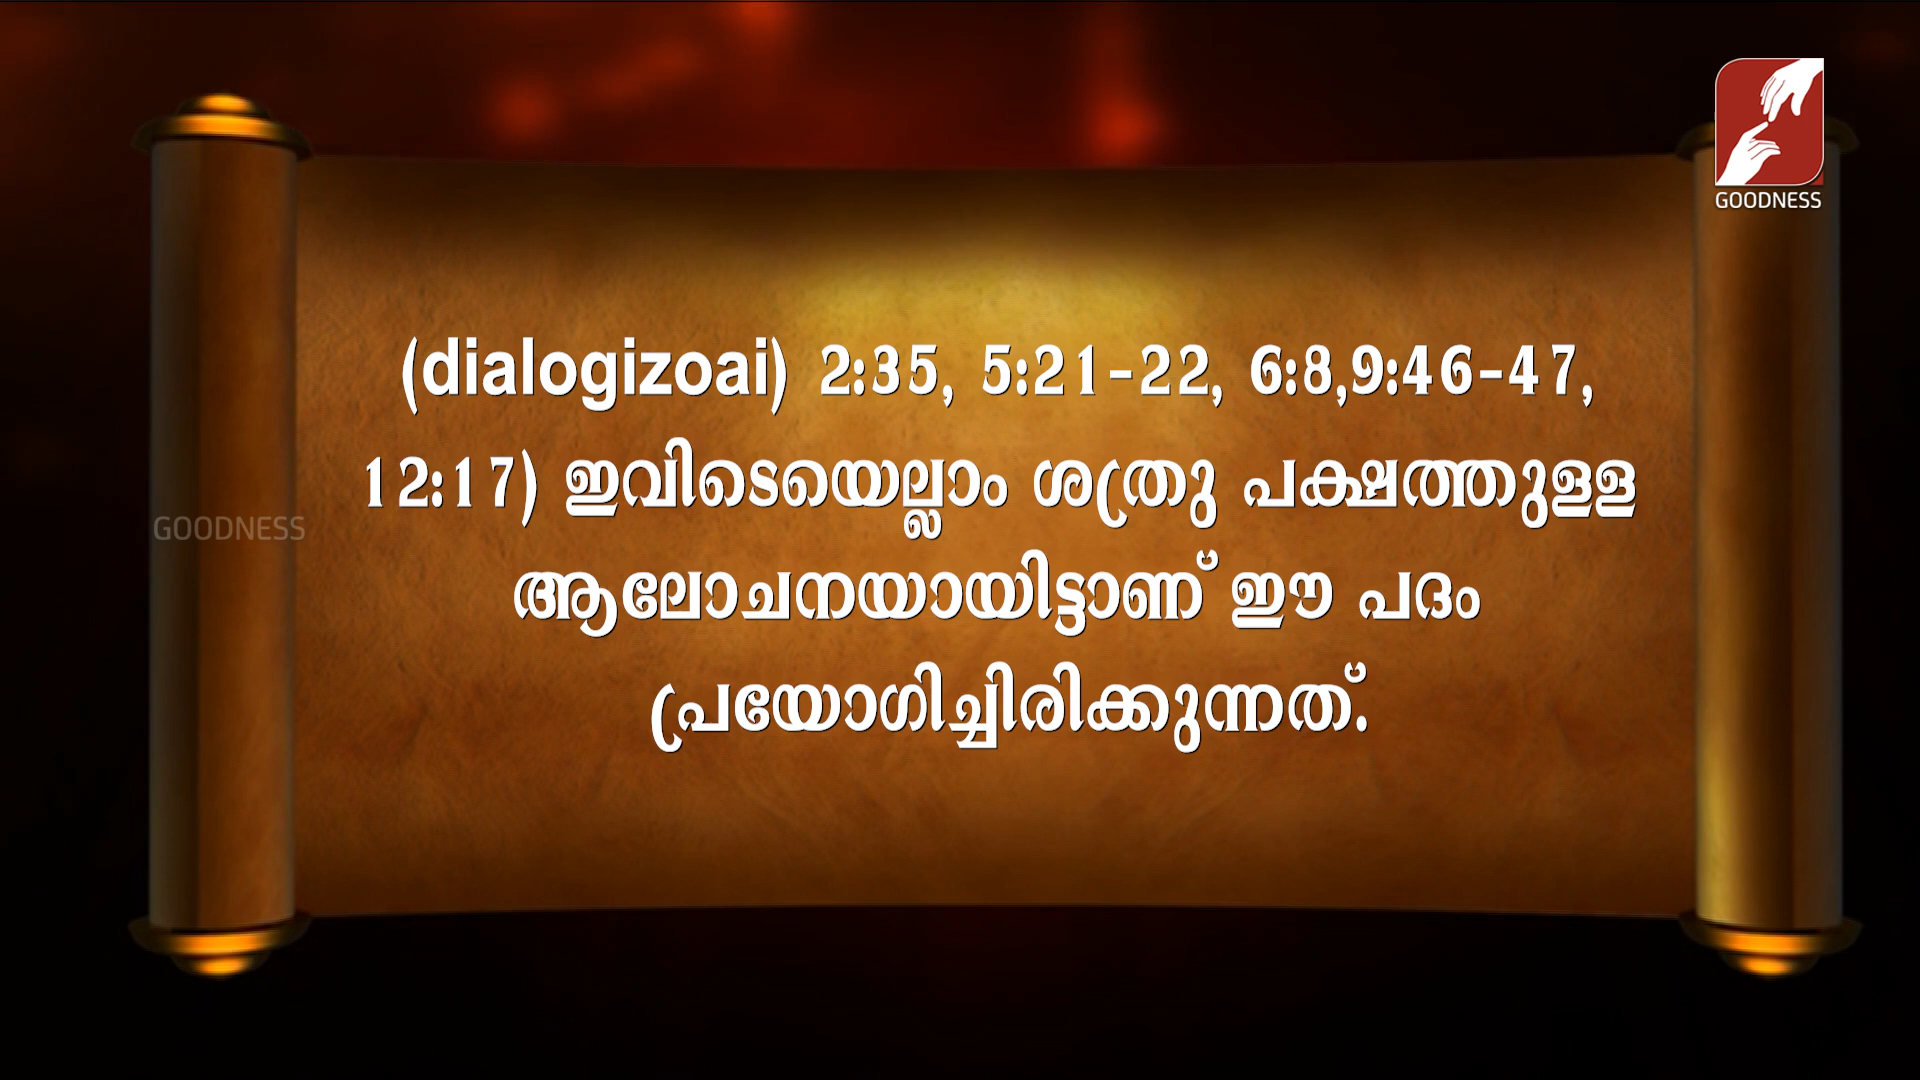 GOODNESS
(dialogizoai) 2:35, 5:21-22, 6:8,9:46-47,
12:17) ഇവിടെയെല്ലാം ശത്രു പക്ഷത്തുളള
GOODNESS
ആലോചനയായിട്ടാണ് ഈ പദം
പ്രയോഗിച്ചിരിക്കുന്നത്.